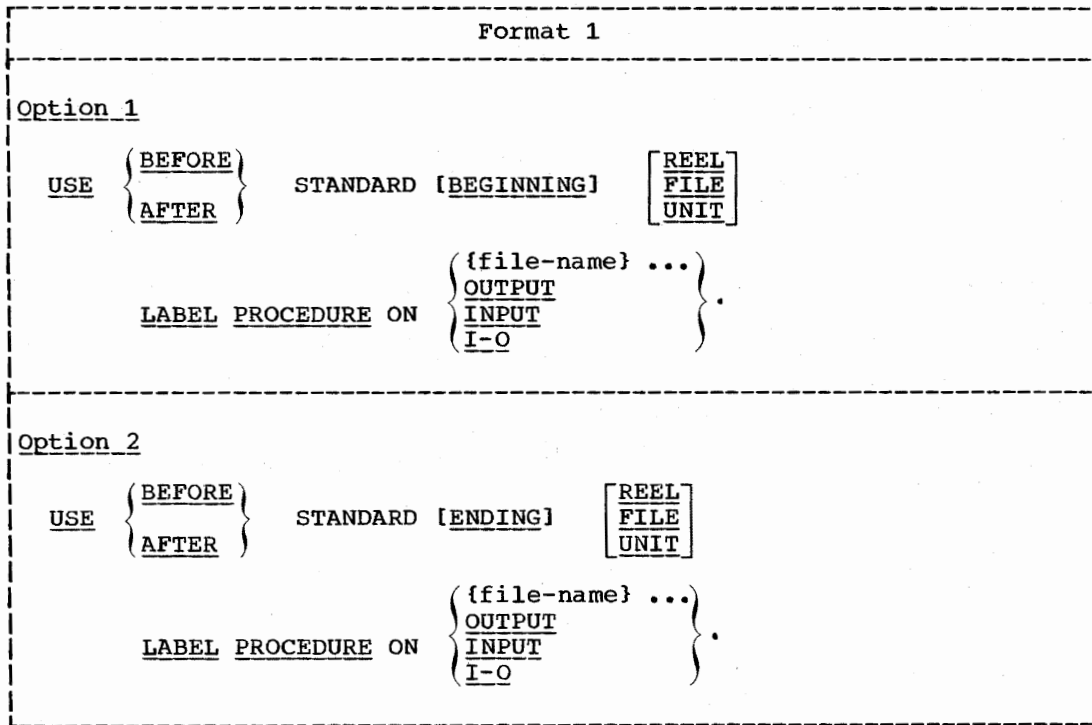 Format 1
Option 1
USE {BEFORE / AFTER} STANDARD [BEGINNING] [REEL / FILE / UNIT]
LABEL PROCEDURE ON { {file-name} ... / OUTPUT / INPUT / I-O } .
Option 2
USE {BEFORE / AFTER} STANDARD [ENDING] [REEL / FILE / UNIT]
LABEL PROCEDURE ON { {file-name} ... / OUTPUT / INPUT / I-O } .